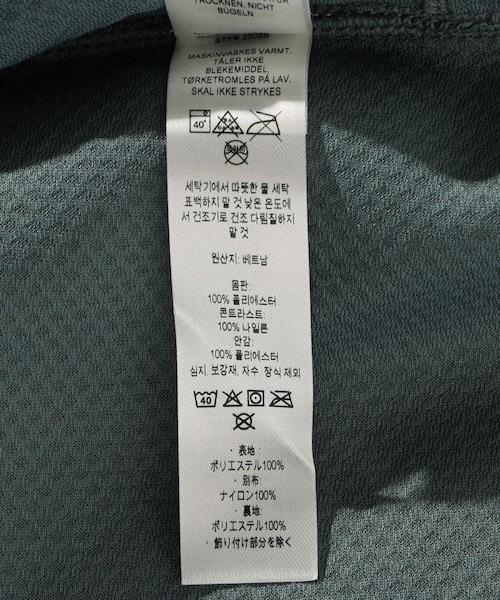 TROCKNEN, NICHT
BÜGELN
MASKINVASKES VARMT,
TÅLER IKKE
BLEKEMIDDEL,
TØRKETROMLES PÅ LAV,
SKAL IKKE STRYKES
40°
세탁기에서 따뜻한 물 세탁
표백하지 말 것 낮은 온도에
서 건조기로 건조 다림질하지
말 것
원산지: 베트남
몸판:
100% 폴리에스터
콘트라스트:
100% 나일론
안감:
100% 폴리에스터
심지, 보강재, 자수, 장식 제외
40
・表地:
ポリエステル100%
・別布:
ナイロン100%
・裏地:
ポリエステル100%
・飾り付け部分を除く